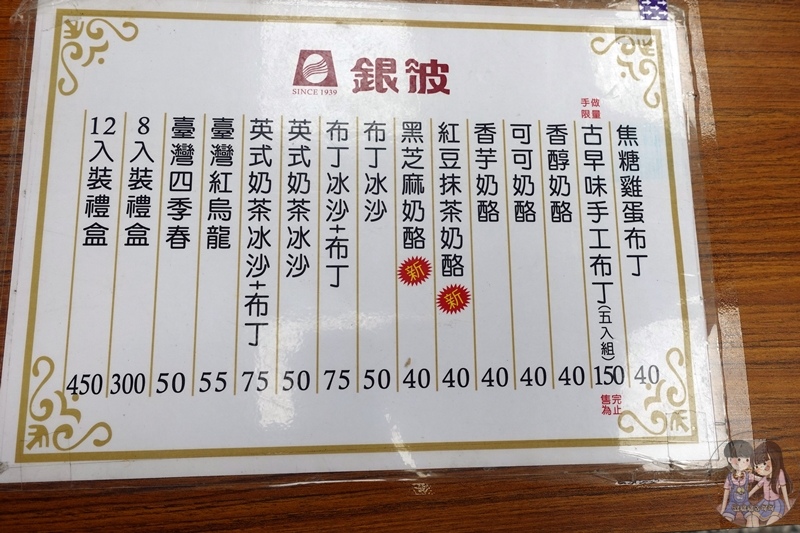 銀波
SINCE 1939
焦糖雞蛋布丁 40
手做限量
古早味手工布丁(五入組) 150
售完為止
香醇奶酪 40
可可奶酪 40
香芋奶酪 40
紅豆抹茶奶酪 新 40
黑芝麻奶酪 新 40
布丁冰沙 50
布丁冰沙+布丁 75
英式奶茶冰沙 50
英式奶茶冰沙+布丁 75
臺灣紅烏龍 55
臺灣四季春 50
8入裝禮盒 300
12入裝禮盒 450